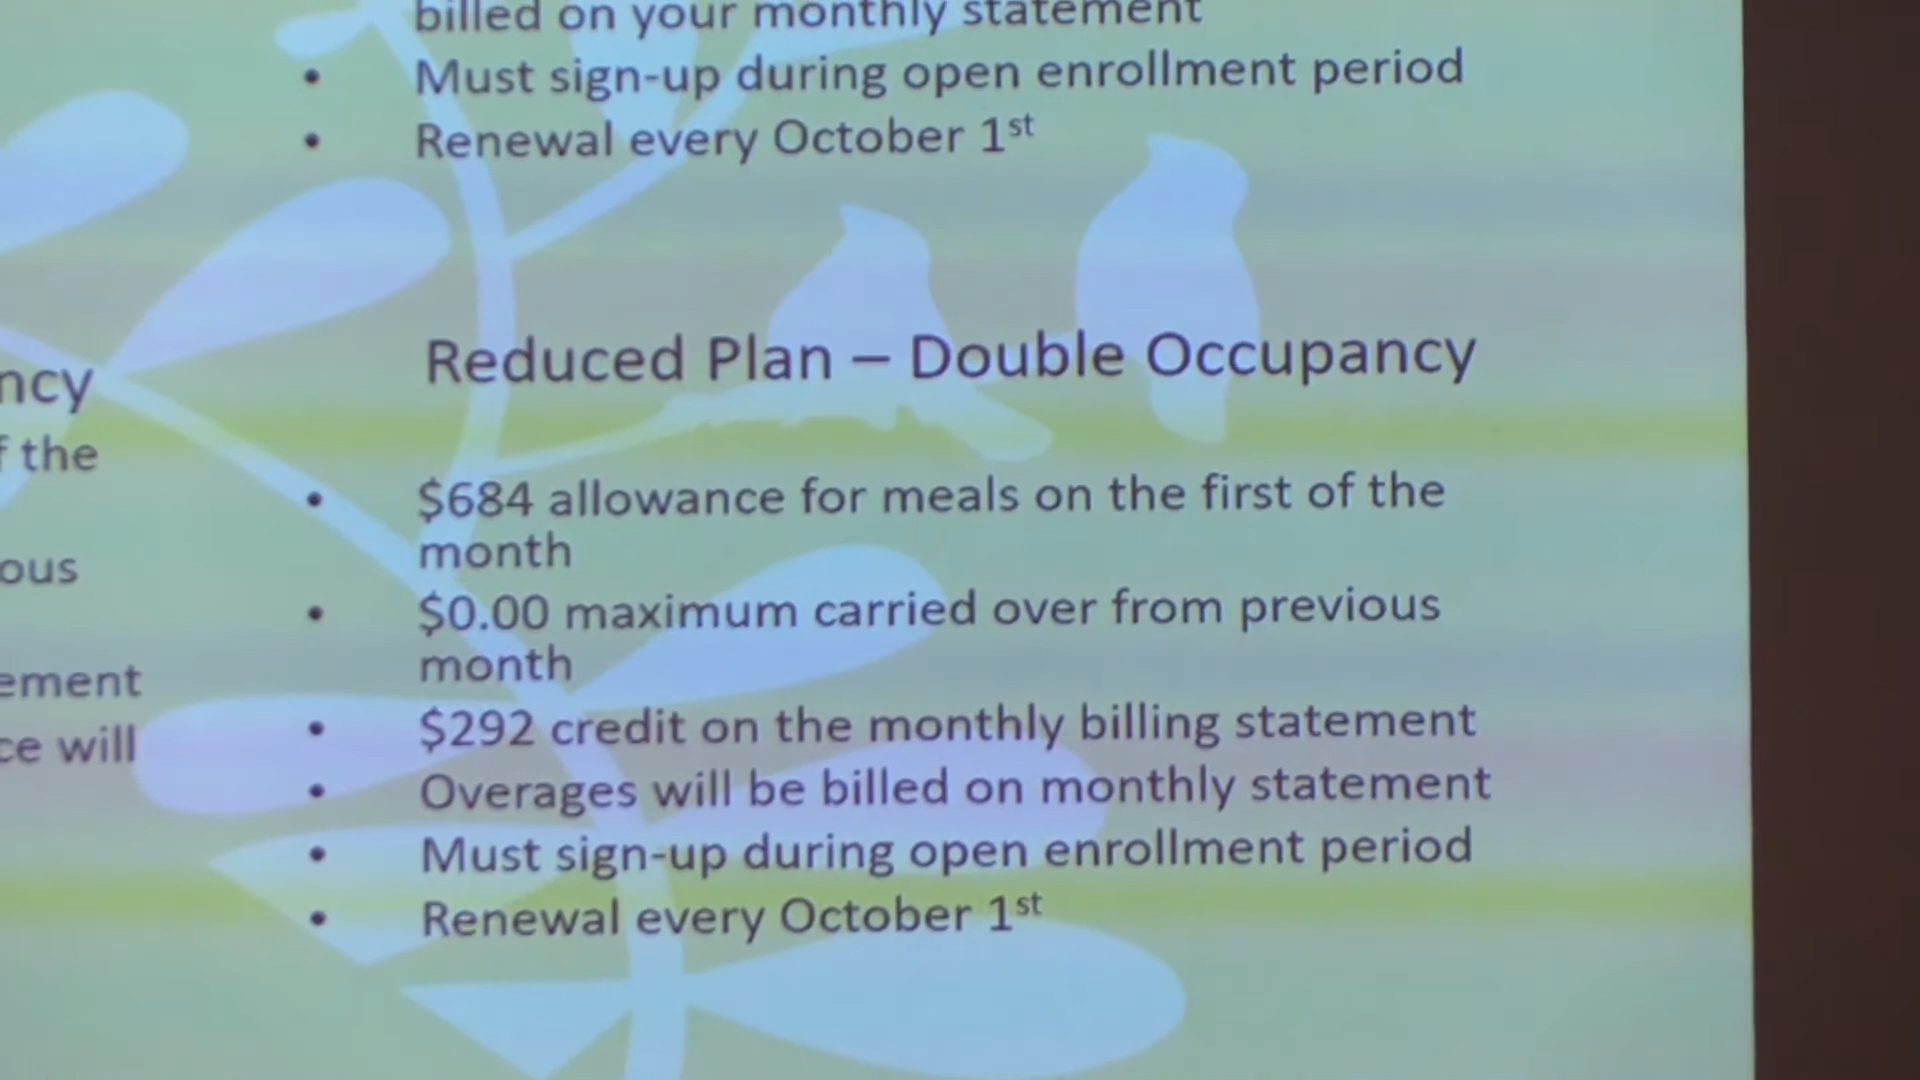 billed on your monthly statement
• Must sign-up during open enrollment period
• Renewal every October 1st
ncy
f the
ous
ement
ce will
Reduced Plan – Double Occupancy
• $684 allowance for meals on the first of the
month
• $0.00 maximum carried over from previous
month
• $292 credit on the monthly billing statement
• Overages will be billed on monthly statement
• Must sign-up during open enrollment period
• Renewal every October 1st